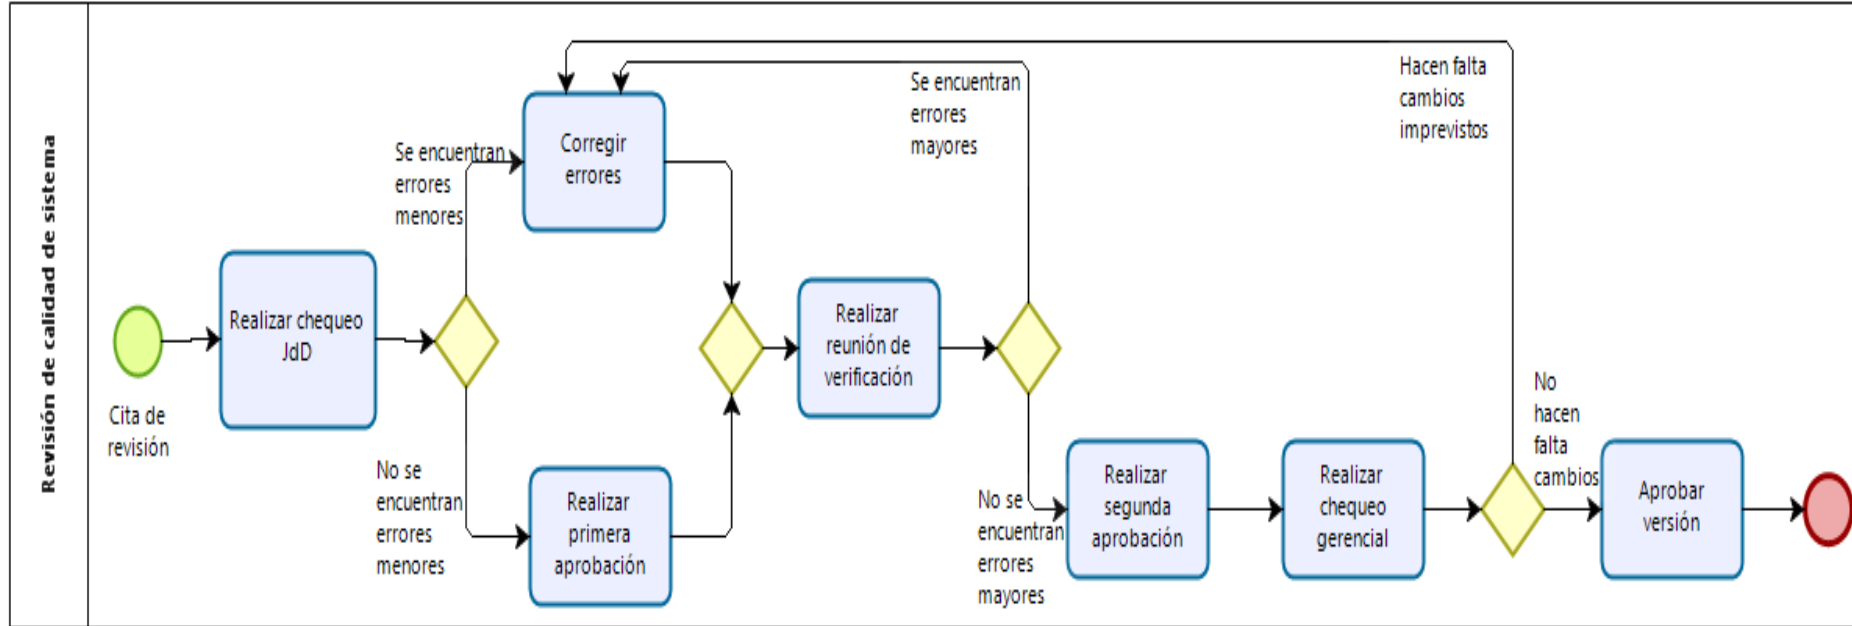 Revisión de calidad de sistema
Cita de
revisión
Realizar chequeo
JdD
Se encuentran
errores
menores
No se
encuentran
errores
menores
Corregir
errores
Realizar
primera
aprobación
Realizar
reunión de
verificación
Se encuentran
errores
mayores
No se
encuentran
errores
mayores
Realizar
segunda
aprobación
Realizar
chequeo
gerencial
Hacen falta
cambios
imprevistos
No
hacen
falta
cambios
Aprobar
versión